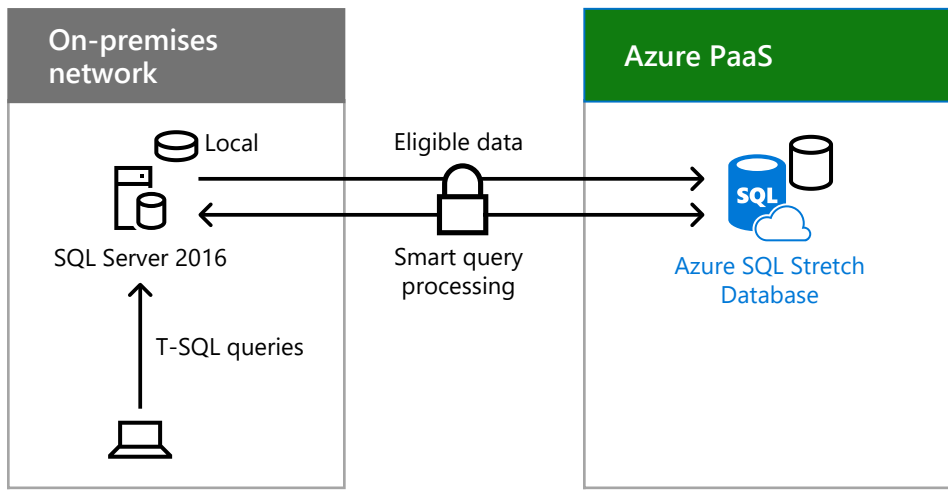 On-premises
network
Azure PaaS
Local
Eligible data
SQL
SQL Server 2016
Smart query
processing
Azure SQL Stretch
Database
T-SQL queries